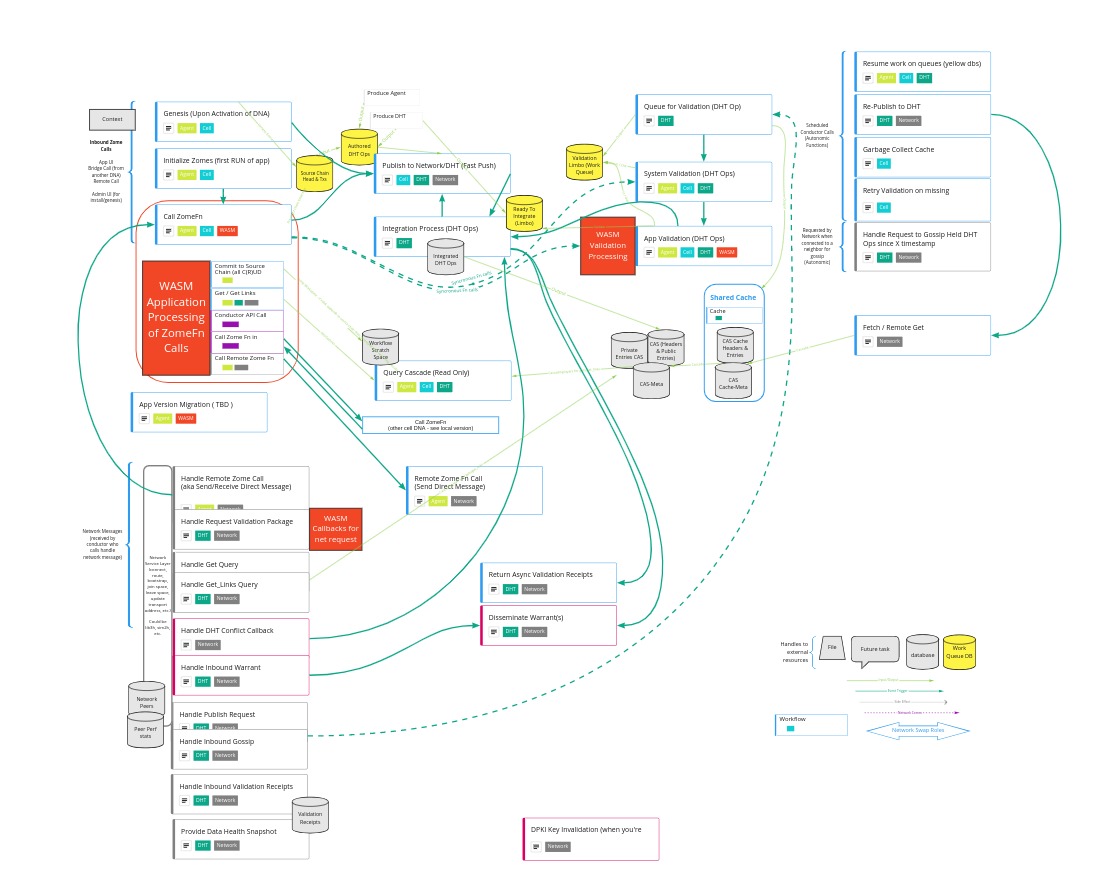 Context
Inbound Zome
Calls
App UI
Bridge Call (from
another DNA)
Remote Call
Admin UI (for
install/genesis)
Genesis (Upon Activation of DNA)
Agent Cell
Initialize Zomes (first RUN of app)
Agent Cell
Call ZomeFn
Agent Cell WASM
WASM
Application
Processing
of ZomeFn
Calls
Commit to Source
Chain (all C(R)UD
Get / Get Links
Conductor API Call
Call Zome Fn in
Call Remote Zome Fn
App Version Migration ( TBD )
Agent WASM
Produce Agent
Produce DHT
Authored
DHT Ops
Source Chain
Head & Txs
Publish to Network/DHT (Fast Push)
Cell DHT Network
Integration Process (DHT Ops)
DHT
Integrated
DHT Ops
Ready To
Integrate
(Limbo)
Syncronous Fn call
Syncronous Fn call
Workflow
Scratch
Space
Query Cascade (Read Only)
Agent Cell DHT
Call ZomeFn
(other cell DNA - see local version)
Remote Zome Fn Call
(Send Direct Message)
Agent Network
Validation
Limbo (Work
Queue)
WASM
Validation
Processing
Queue for Validation (DHT Op)
DHT
System Validation (DHT Ops)
Agent Cell DHT
App Validation (DHT Ops)
Agent Cell DHT WASM
Shared Cache
Cache
CAS Cache
Headers &
Entries
CAS
Cache-Meta
Private
Entries CAS
CAS (Headers
& Public
Entries)
CAS-Meta
Scheduled
Conductor Calls
(Autonomic
Functions)
Resume work on queues (yellow dbs)
Agent Cell DHT
Re-Publish to DHT
DHT Network
Garbage Collect Cache
Cell
Retry Validation on missing
Cell
Requested by
Network when
connected to a
neighbor for
gossip
(Autonomic)
Handle Request to Gossip Held DHT
Ops since X timestamp
DHT Network
Fetch / Remote Get
Network
Network Messages
(received by
conductor who
calls handle
network message)
Network
Service Layer
Handle Remote Zome Call
(aka Send/Receive Direct Message)
Handle Request Validation Package
DHT Network
WASM
Callbacks for
net request
Handle Get Query
Handle Get_Links Query
DHT Network
Handle DHT Conflict Callback
Network
Handle Inbound Warrant
DHT Network
Handle Publish Request
DHT Network
Handle Inbound Gossip
DHT Network
Handle Inbound Validation Receipts
DHT Network
Validation
Receipts
Provide Data Health Snapshot
DHT Network
Network
Peers
Peer Perf
stats
Return Async Validation Receipts
DHT Network
Disseminate Warrant(s)
DHT Network
DPKI Key Invalidation (when you're
Network
Handles to
external
resources
File
Future task
database
Work
Queue DB
Workflow
Network Swap Roles